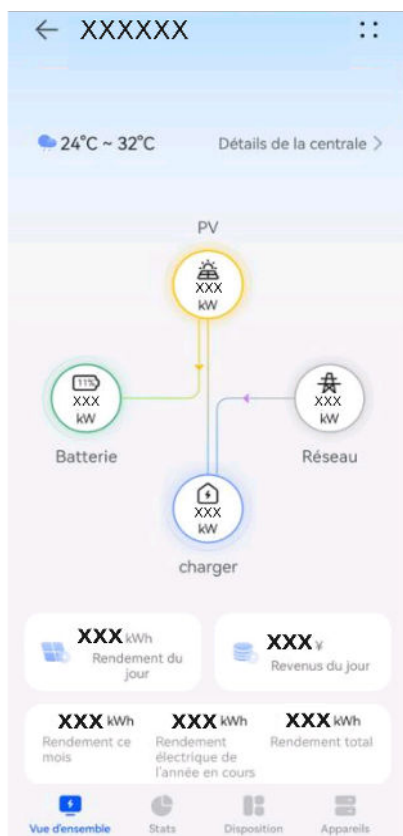 XXXXXX
24°C ~ 32°C Détails de la centrale
PV
XXX
kW
11%
XXX
kW
Batterie
XXX
kW
Réseau
XXX
kW
charger
XXX kWh
Rendement du
jour
XXX ¥
Revenus du jour
XXX kWh
Rendement ce
mois
XXX kWh
Rendement
électrique de
l'année en cours
XXX kWh
Rendement total
Vue d'ensemble Stats Disposition Appareils